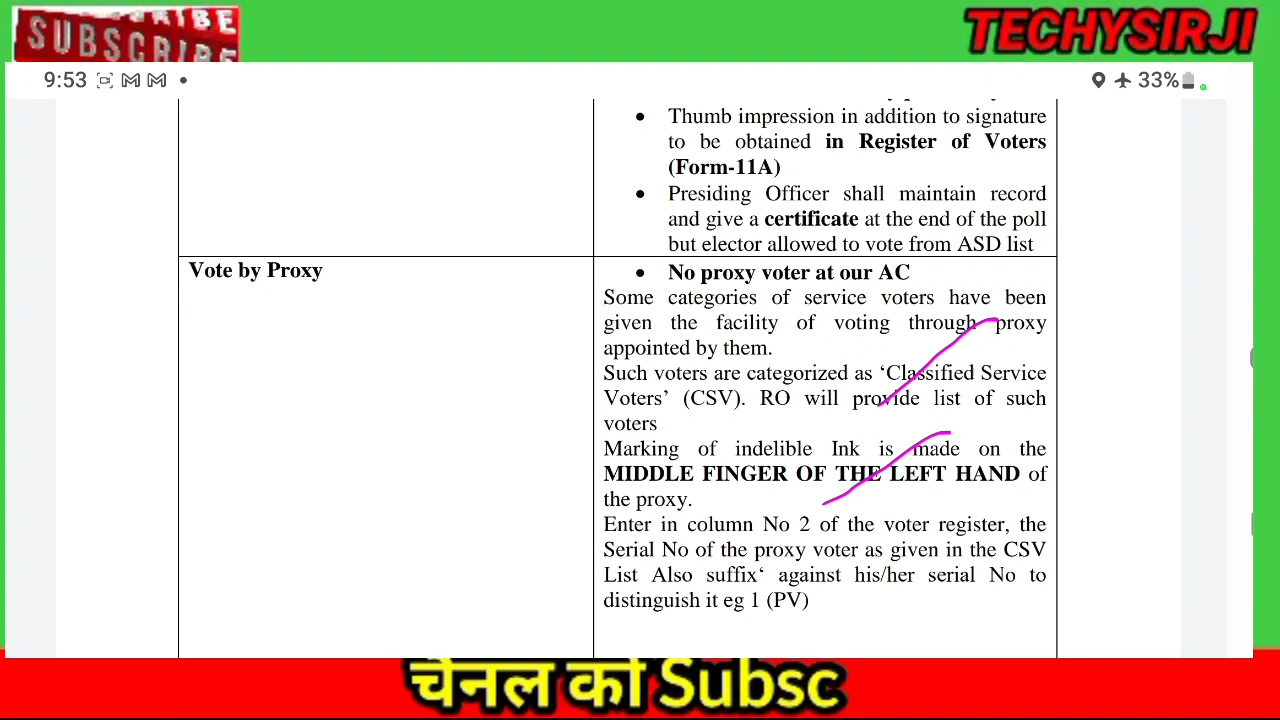 SUBSCRIBE
SUBSCRIBE
TECHYSIRJI
9:53
33%
• Thumb impression in addition to signature
to be obtained in Register of Voters
(Form-11A)
• Presiding Officer shall maintain record
and give a certificate at the end of the poll
but elector allowed to vote from ASD list
Vote by Proxy
• No proxy voter at our AC
Some categories of service voters have been
given the facility of voting through proxy
appointed by them.
Such voters are categorized as ‘Classified Service
Voters’ (CSV). RO will provide list of such
voters
Marking of indelible Ink is made on the
MIDDLE FINGER OF THE LEFT HAND of
the proxy.
Enter in column No 2 of the voter register, the
Serial No of the proxy voter as given in the CSV
List Also suffix‘ against his/her serial No to
distinguish it eg 1 (PV)
चैनल को Subsc